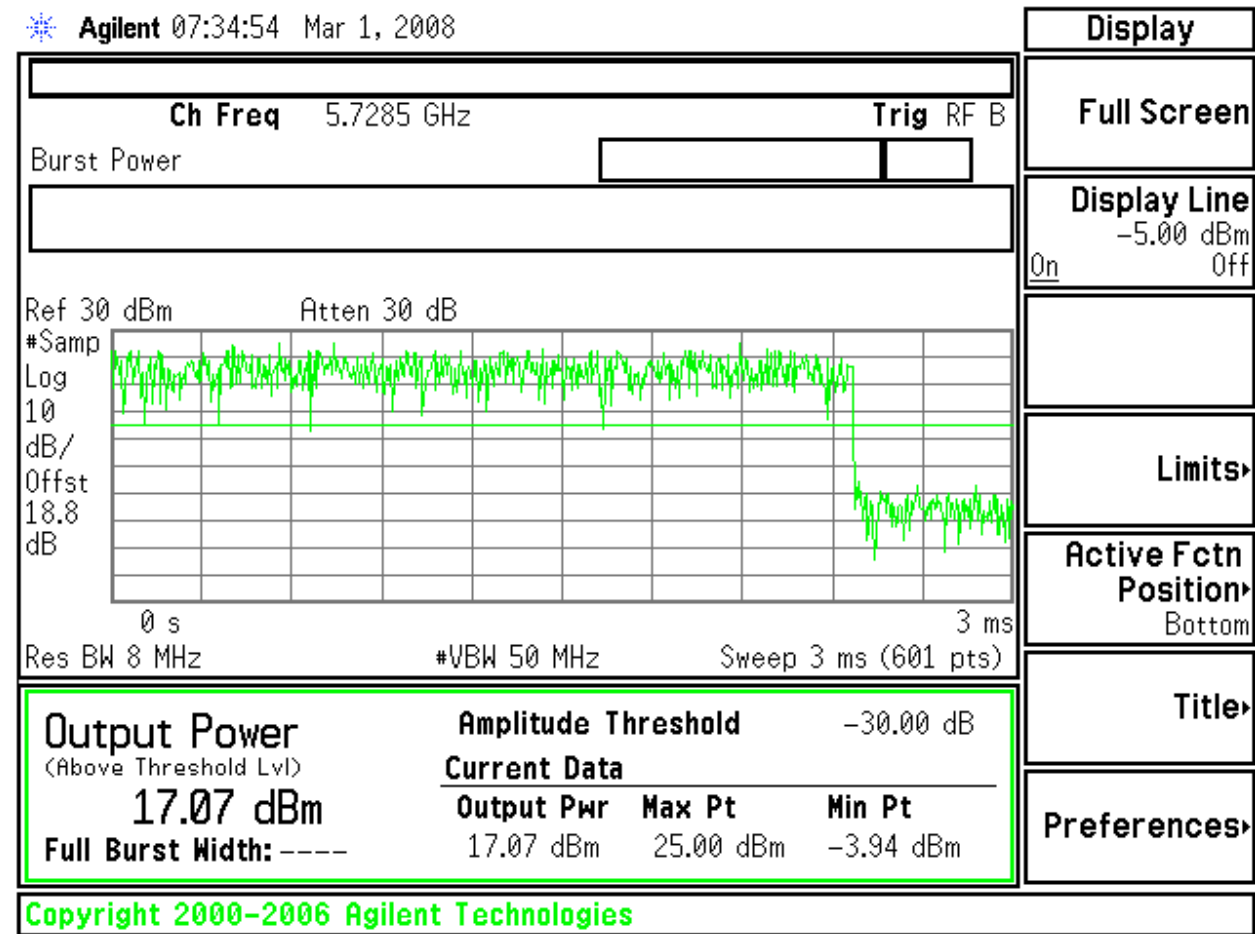 Agilent 07:34:54 Mar 1, 2008
Display
Ch Freq 5.7285 GHz Trig RF B
Burst Power
Full Screen
Display Line
-5.00 dBm
On Off
Ref 30 dBm Atten 30 dB
#Samp
Log
10
dB/
Offst
18.8
dB
0 s 3 ms
Res BW 8 MHz #VBW 50 MHz Sweep 3 ms (601 pts)
Limits
Active Fctn
Position
Bottom
Title
Preferences
Output Power
(Above Threshold Lvl)
17.07 dBm
Full Burst Width: ----
Amplitude Threshold -30.00 dB
Current Data
Output Pwr Max Pt Min Pt
17.07 dBm 25.00 dBm -3.94 dBm
Copyright 2000-2006 Agilent Technologies